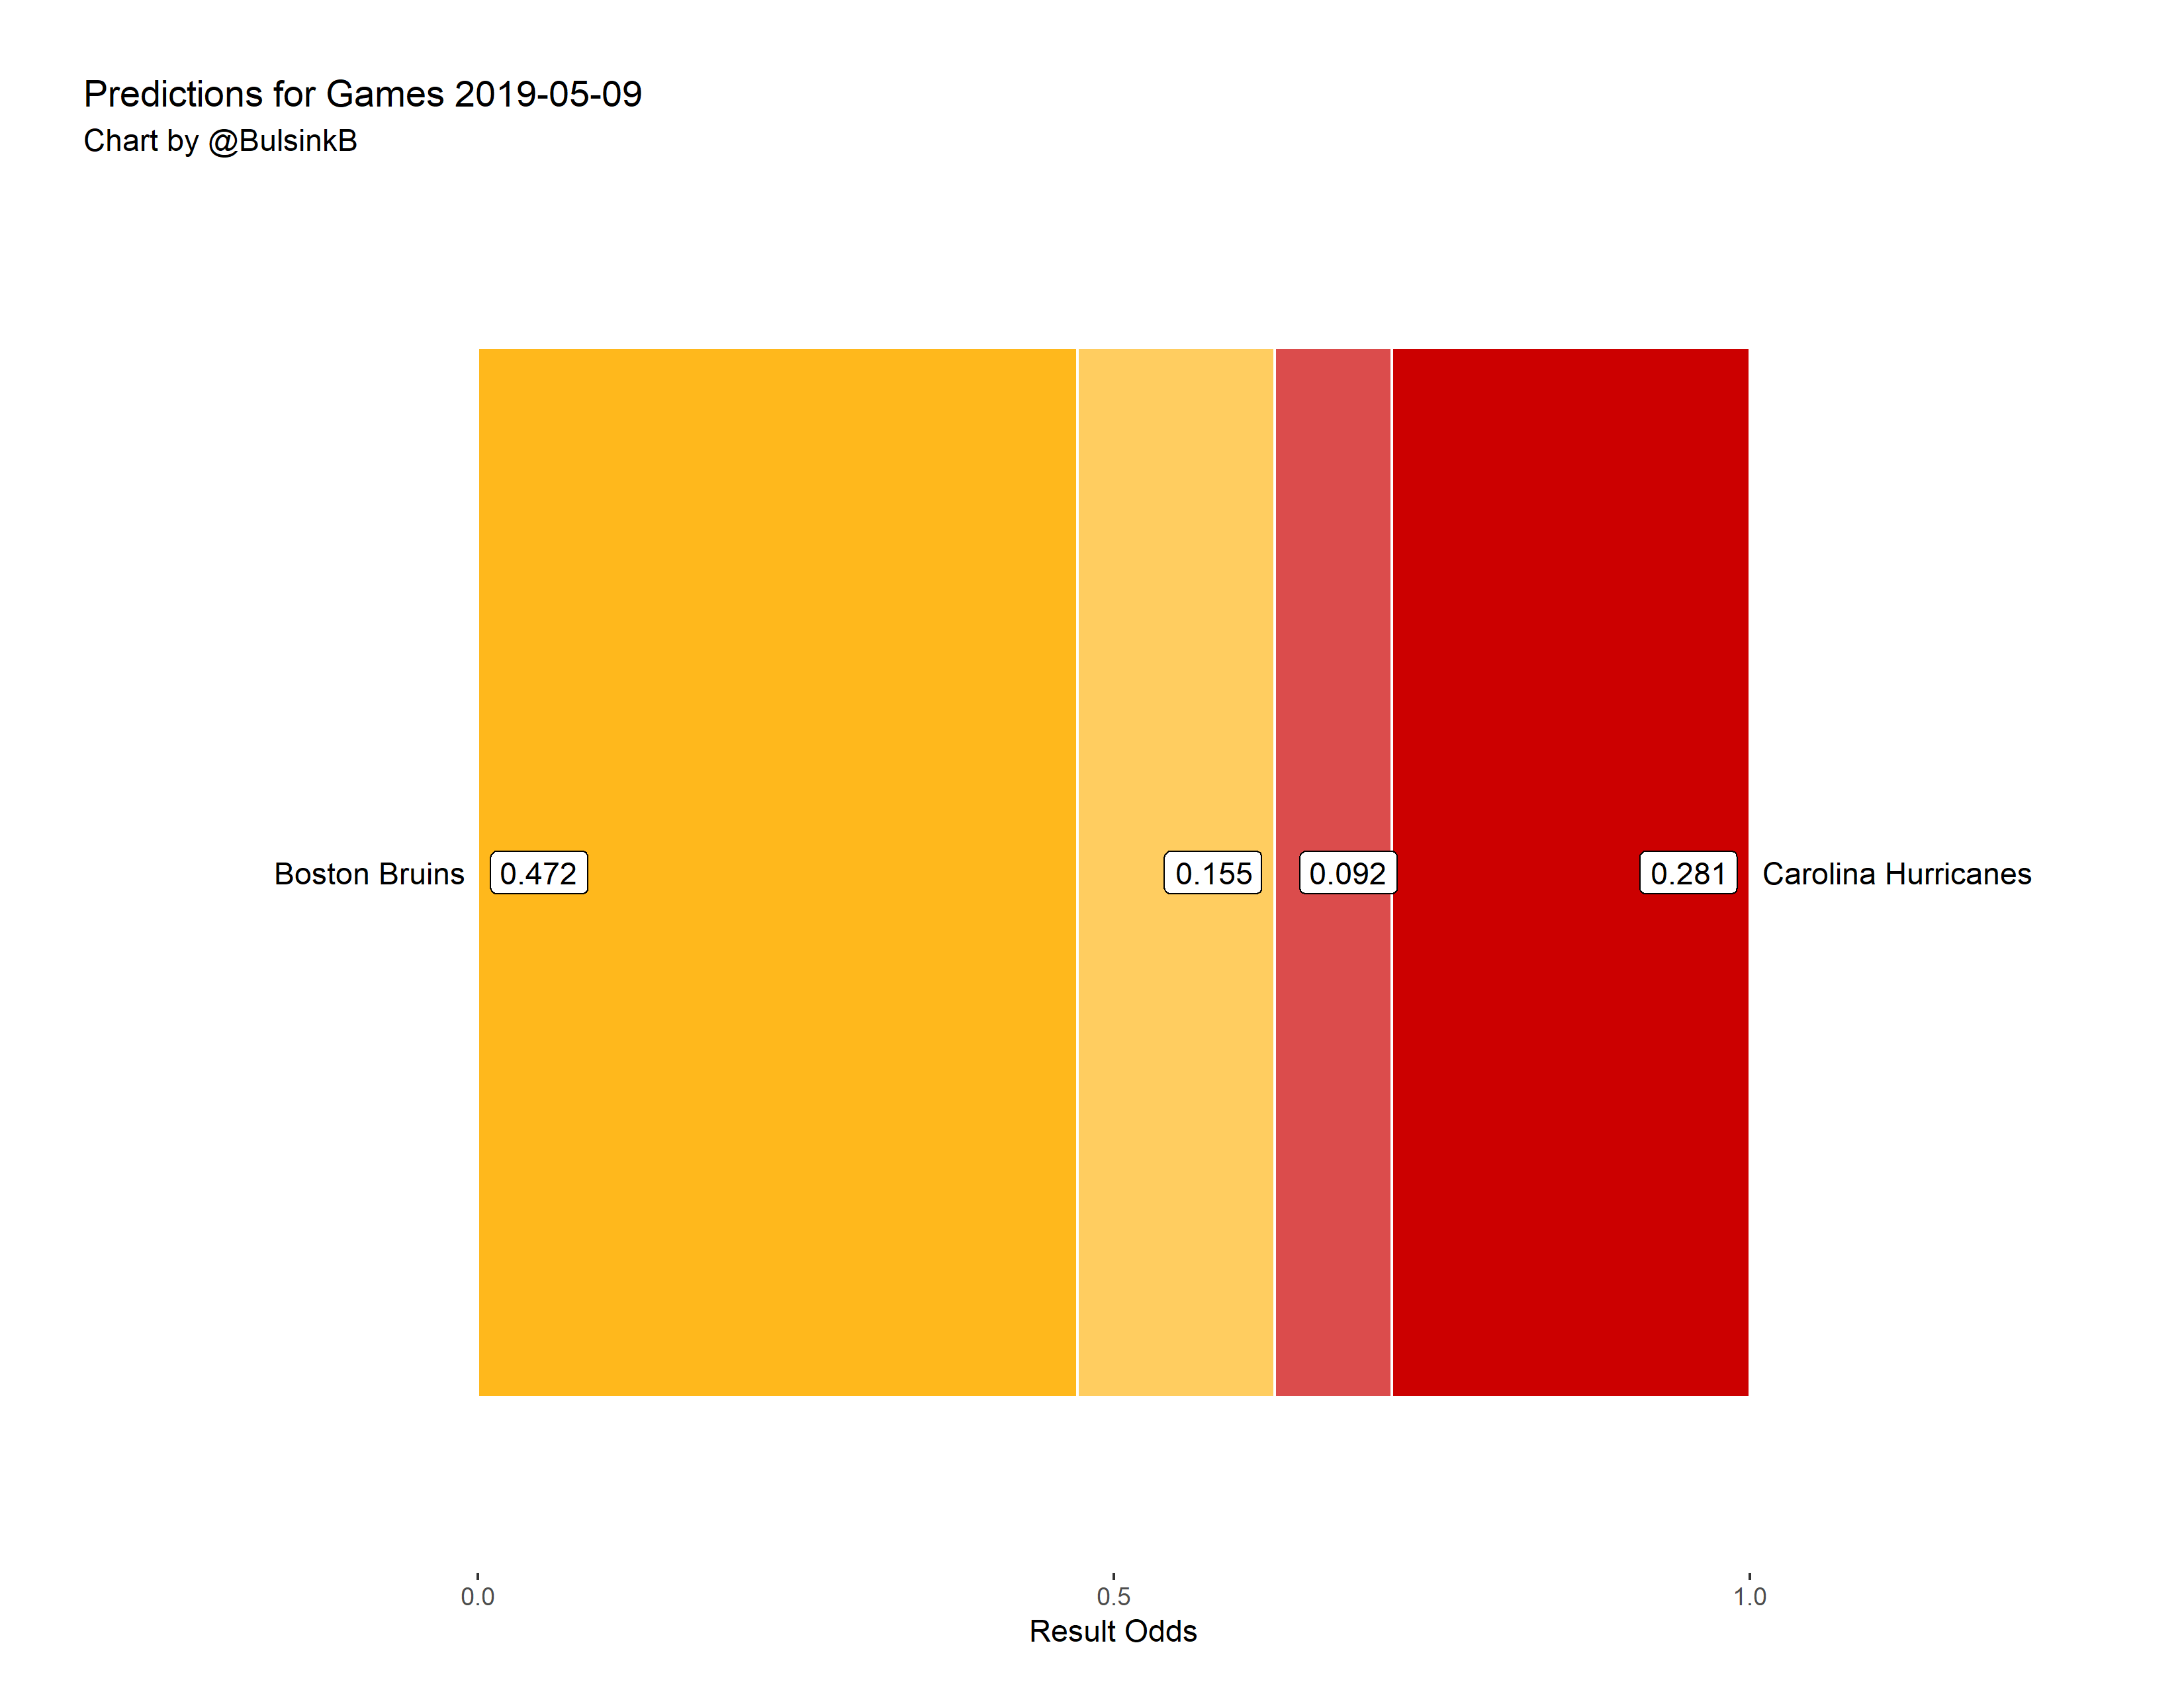 Predictions for Games 2019-05-09
Chart by @BulsinkB
Boston Bruins 0.472 0.155 0.092 0.281 Carolina Hurricanes
0.0 0.5 1.0
Result Odds